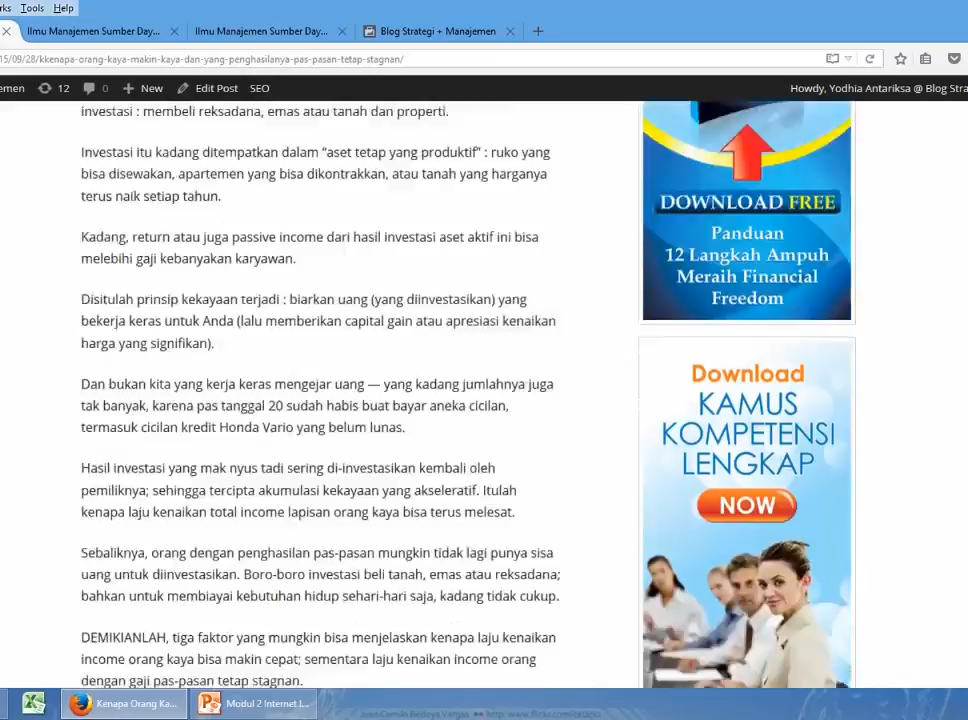 rks Tools Help
Ilmu Manajemen Sumber Day... Ilmu Manajemen Sumber Day... Blog Strategi + Manajemen
15/09/28/kkenapa-orang-kaya-makin-kaya-dan-yang-penghasilanya-pas-pasan-tetap-stagnan/
emen 12 0 New Edit Post SEO Howdy, Yodhia Antariksa @ Blog Stra
investasi : membeli reksadana, emas atau tanah dan properti.
Investasi itu kadang ditempatkan dalam “aset tetap yang produktif” : ruko yang
bisa disewakan, apartemen yang bisa dikontrakkan, atau tanah yang harganya
terus naik setiap tahun.
Kadang, return atau juga passive income dari hasil investasi aset aktif ini bisa
melebihi gaji kebanyakan karyawan.
Disitulah prinsip kekayaan terjadi : biarkan uang (yang diinvestasikan) yang
bekerja keras untuk Anda (lalu memberikan capital gain atau apresiasi kenaikan
harga yang signifikan).
Dan bukan kita yang kerja keras mengejar uang — yang kadang jumlahnya juga
tak banyak, karena pas tanggal 20 sudah habis buat bayar aneka cicilan,
termasuk cicilan kredit Honda Vario yang belum lunas.
Hasil investasi yang mak nyus tadi sering di-investasikan kembali oleh
pemiliknya; sehingga tercipta akumulasi kekayaan yang akseleratif. Itulah
kenapa laju kenaikan total income lapisan orang kaya bisa terus melesat.
Sebaliknya, orang dengan penghasilan pas-pasan mungkin tidak lagi punya sisa
uang untuk diinvestasikan. Boro-boro investasi beli tanah, emas atau reksadana;
bahkan untuk membiayai kebutuhan hidup sehari-hari saja, kadang tidak cukup.
DEMIKIANLAH, tiga faktor yang mungkin bisa menjelaskan kenapa laju kenaikan
income orang kaya bisa makin cepat; sementara laju kenaikan income orang
dengan gaji pas-pasan tetap stagnan.
DOWNLOAD FREE
Panduan
12 Langkah Ampuh
Meraih Financial
Freedom
Download
KAMUS
KOMPETENSI
LENGKAP
NOW
Kenapa Orang Ka... Modul 2 Internet I...